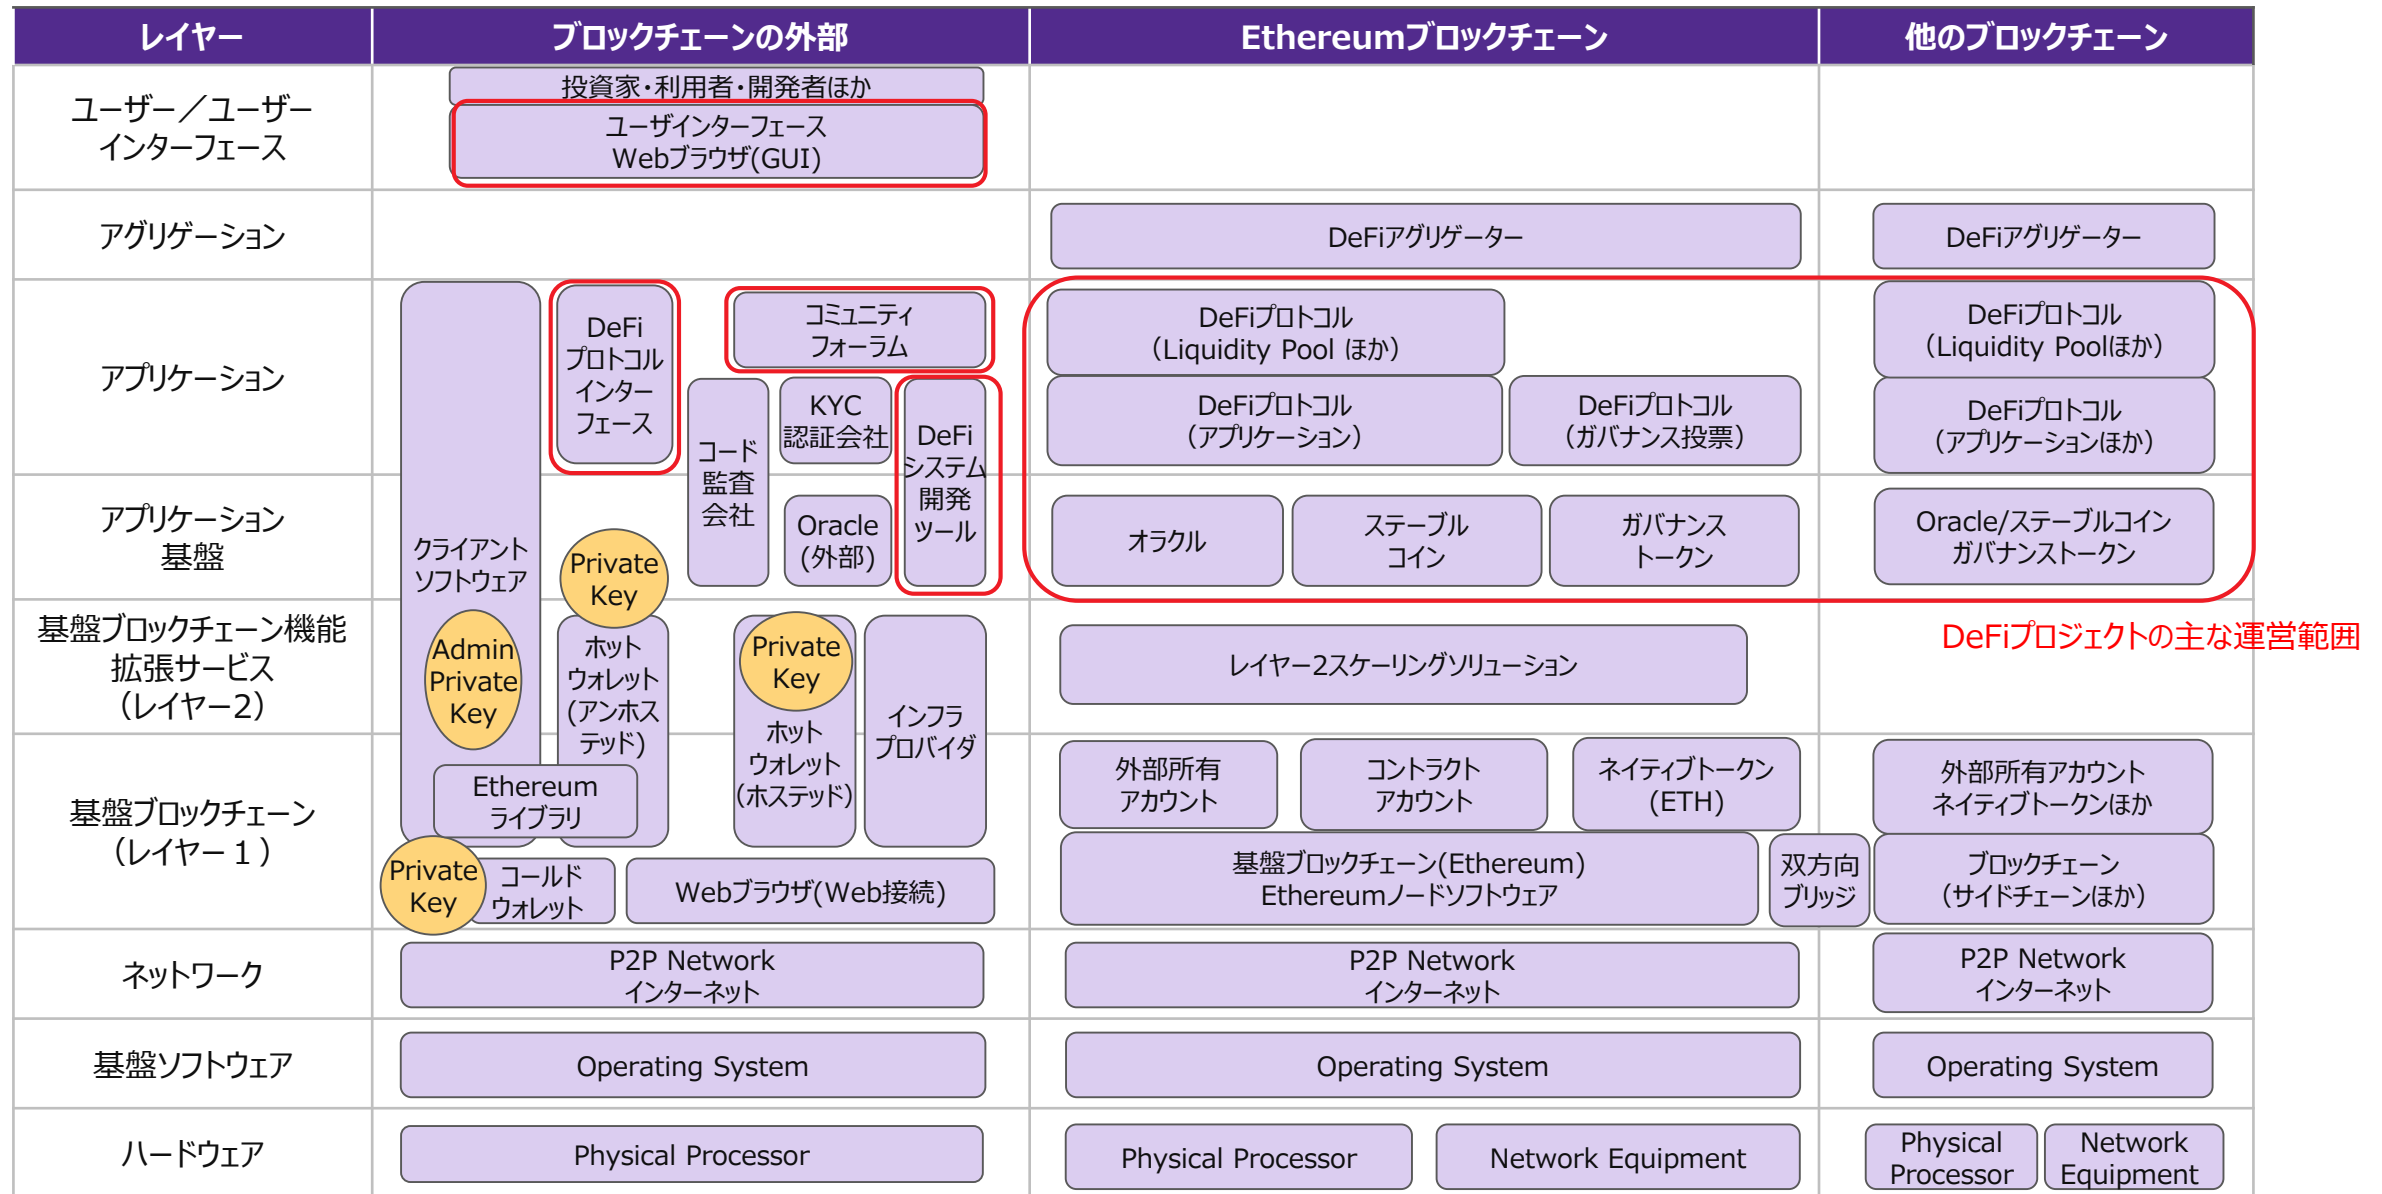 レイヤー
ブロックチェーンの外部
Ethereumブロックチェーン
他のブロックチェーン
ユーザー／ユーザー
インターフェース
投資家・利用者・開発者ほか
ユーザインターフェース
Webブラウザ(GUI)
アグリゲーション
DeFiアグリゲーター
DeFiアグリゲーター
アプリケーション
DeFi
プロトコル
インター
フェース
コミュニティ
フォーラム
コード
監査
会社
KYC
認証会社
DeFi
システム
開発
ツール
DeFiプロトコル
（Liquidity Pool ほか）
DeFiプロトコル
（アプリケーション）
DeFiプロトコル
（ガバナンス投票）
DeFiプロトコル
（Liquidity Poolほか）
DeFiプロトコル
（アプリケーションほか）
アプリケーション
基盤
クライアント
ソフトウェア
Private
Key
Oracle
(外部)
オラクル
ステーブル
コイン
ガバナンス
トークン
Oracle/ステーブルコイン
ガバナンストークン
DeFiプロジェクトの主な運営範囲
基盤ブロックチェーン機能
拡張サービス
（レイヤー2）
Admin
Private
Key
ホット
ウォレット
(アンホス
テッド)
Private
Key
ホット
ウォレット
(ホステッド)
インフラ
プロバイダ
レイヤー2スケーリングソリューション
基盤ブロックチェーン
（レイヤー１）
Ethereum
ライブラリ
Private
Key
コールド
ウォレット
Webブラウザ(Web接続)
外部所有
アカウント
コントラクト
アカウント
ネイティブトークン
(ETH)
基盤ブロックチェーン(Ethereum)
Ethereumノードソフトウェア
双方向
ブリッジ
外部所有アカウント
ネイティブトークンほか
ブロックチェーン
（サイドチェーンほか）
ネットワーク
P2P Network
インターネット
P2P Network
インターネット
P2P Network
インターネット
基盤ソフトウェア
Operating System
Operating System
Operating System
ハードウェア
Physical Processor
Physical Processor
Network Equipment
Physical
Processor
Network
Equipment